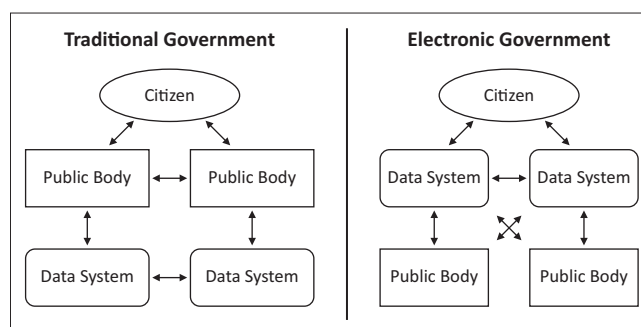 Traditional Government
Citizen
Public Body
Public Body
Data System
Data System
Electronic Government
Citizen
Data System
Data System
Public Body
Public Body